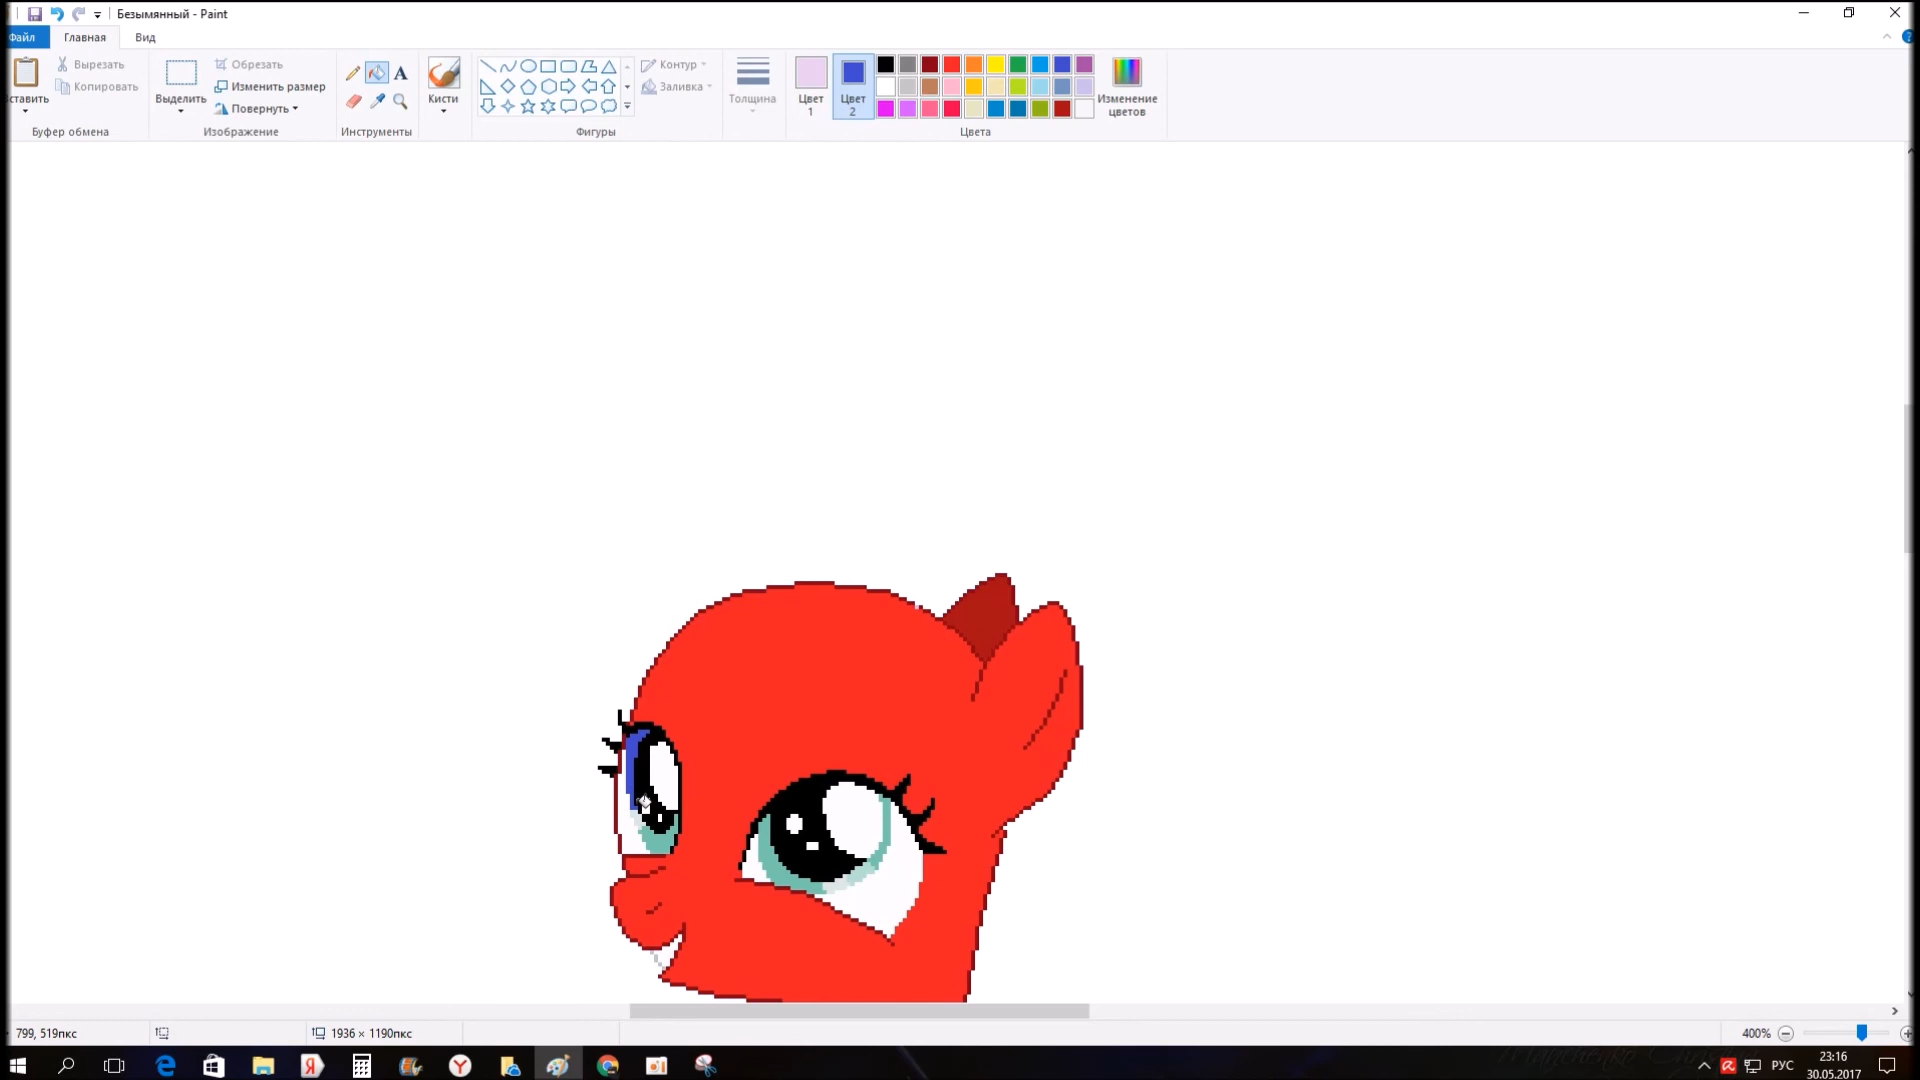 Безымянный - Paint
Файл Главная Вид
Вставить
Вырезать
Копировать
Буфер обмена
Выделить
Обрезать
Изменить размер
Повернуть
Изображение
A
Инструменты
Кисти
Контур
Заливка
Фигуры
Толщина
Цвет
1
Цвет
2
Изменение
цветов
Цвета
799, 519пкс
1936 × 1190пкс
400%
РУС
23:16
30.05.2017